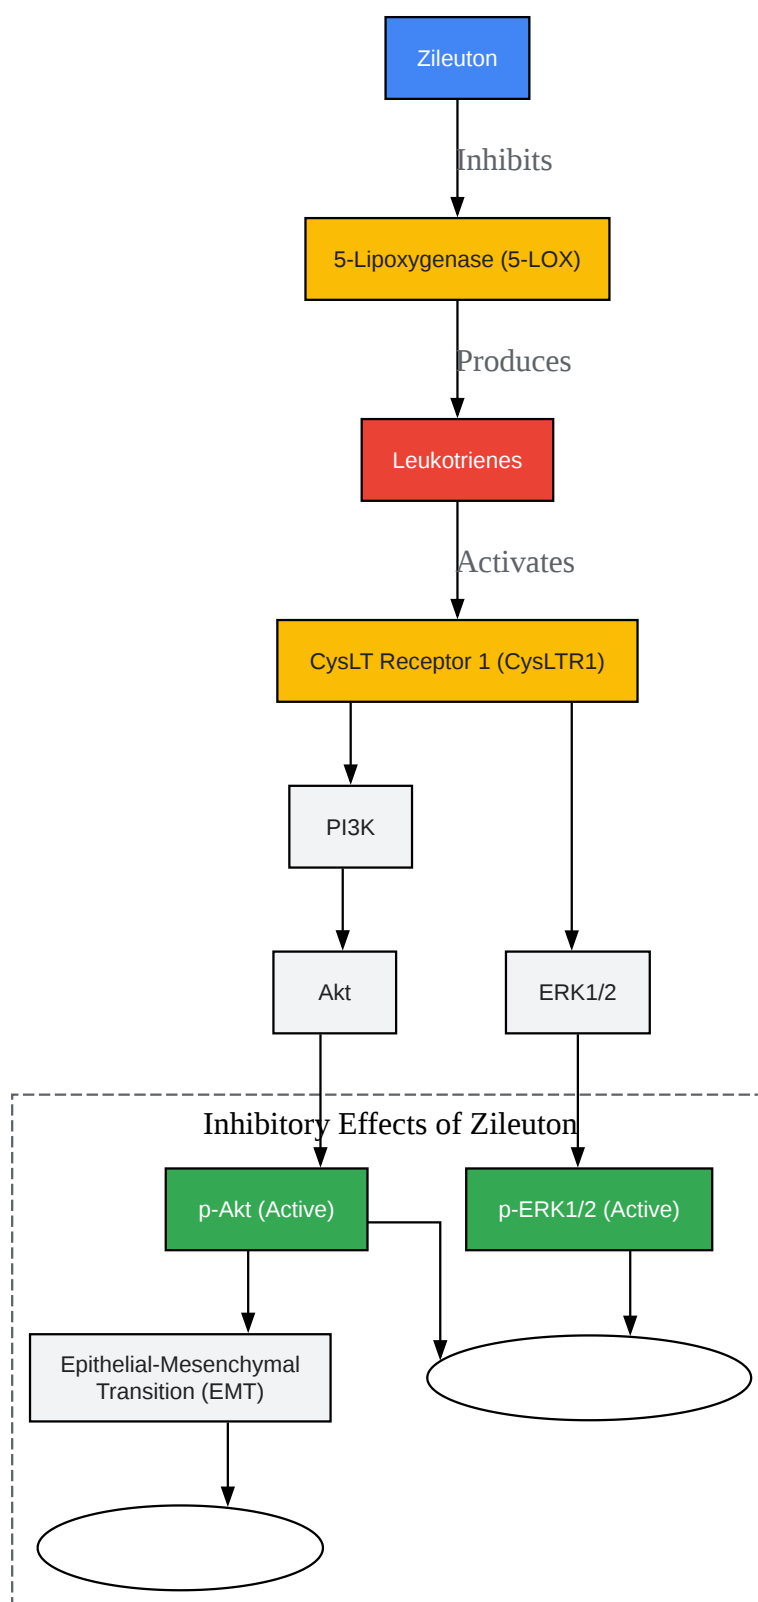 Zileuton
Inhibits
5-Lipoxygenase (5-LOX)
Produces
Leukotrienes
Activates
CysLT Receptor 1 (CysLTR1)
PI3K
Akt
ERK1/2
Inhibitory Effects of Zileuton
p-Akt (Active)
p-ERK1/2 (Active)
Epithelial-Mesenchymal
Transition (EMT)